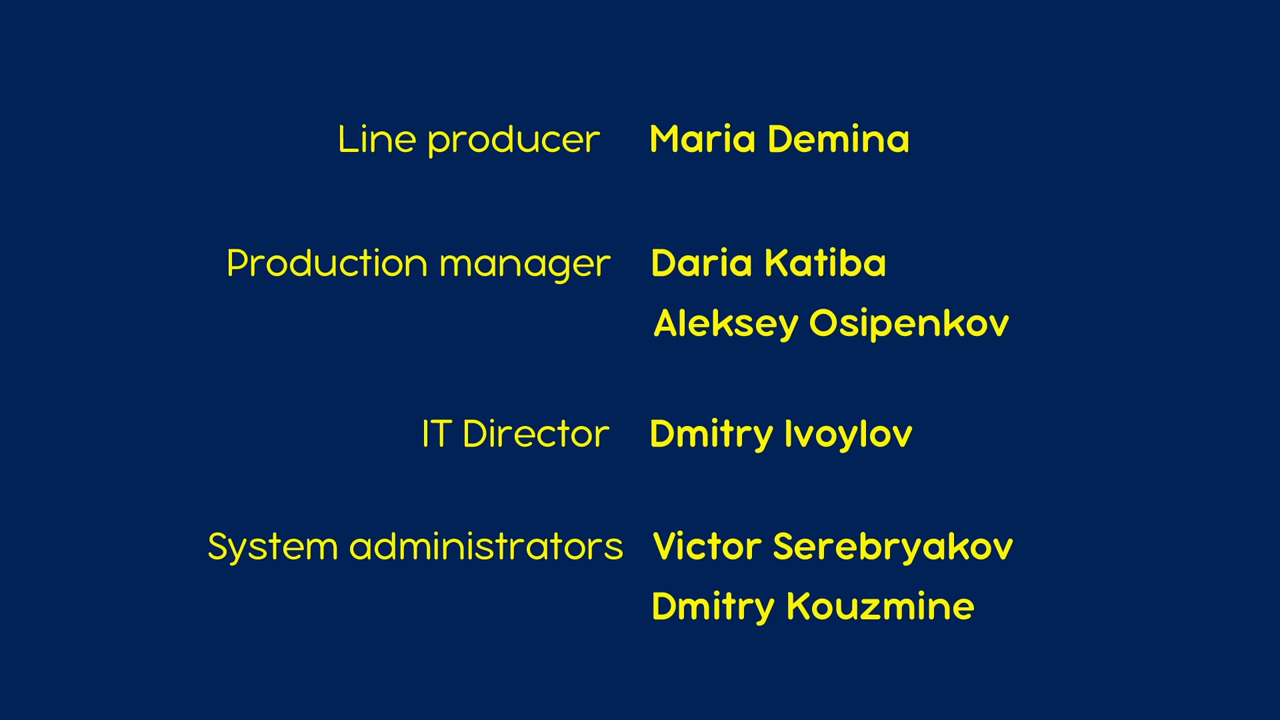 Line producer Maria Demina
Production manager Daria Katiba
Aleksey Osipenkov
IT Director Dmitry Ivoylov
System administrators Victor Serebryakov
Dmitry Kouzmine